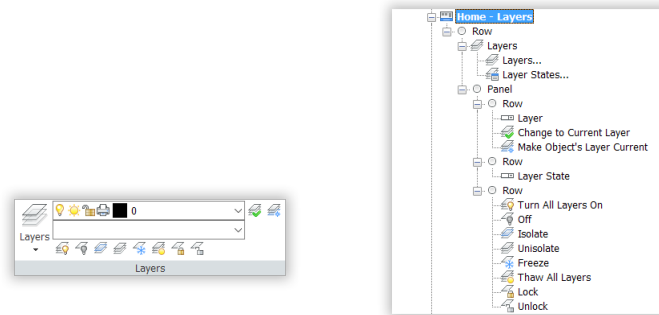 0
Layers
Layers
Home - Layers
Row
Layers
Layers...
Layer States...
Panel
Row
Layer
Change to Current Layer
Make Object's Layer Current
Row
Layer State
Row
Turn All Layers On
Off
Isolate
Unisolate
Freeze
Thaw All Layers
Lock
Unlock